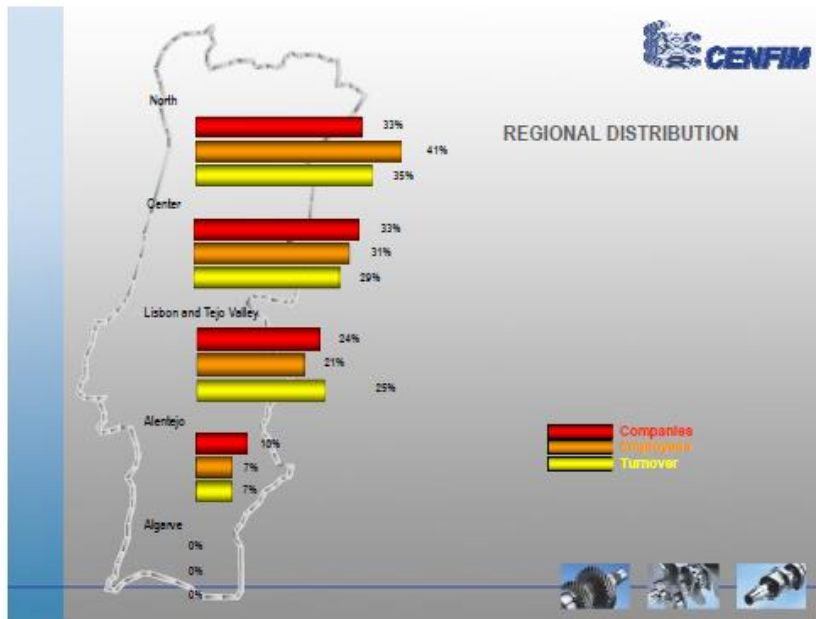 CENFIM
REGIONAL DISTRIBUTION
North
33%
41%
35%
Center
33%
31%
29%
Lisbon and Tejo Valley
24%
21%
25%
Alentejo
10%
7%
7%
Algarve
0%
0%
0%
Companies
Employees
Turnover